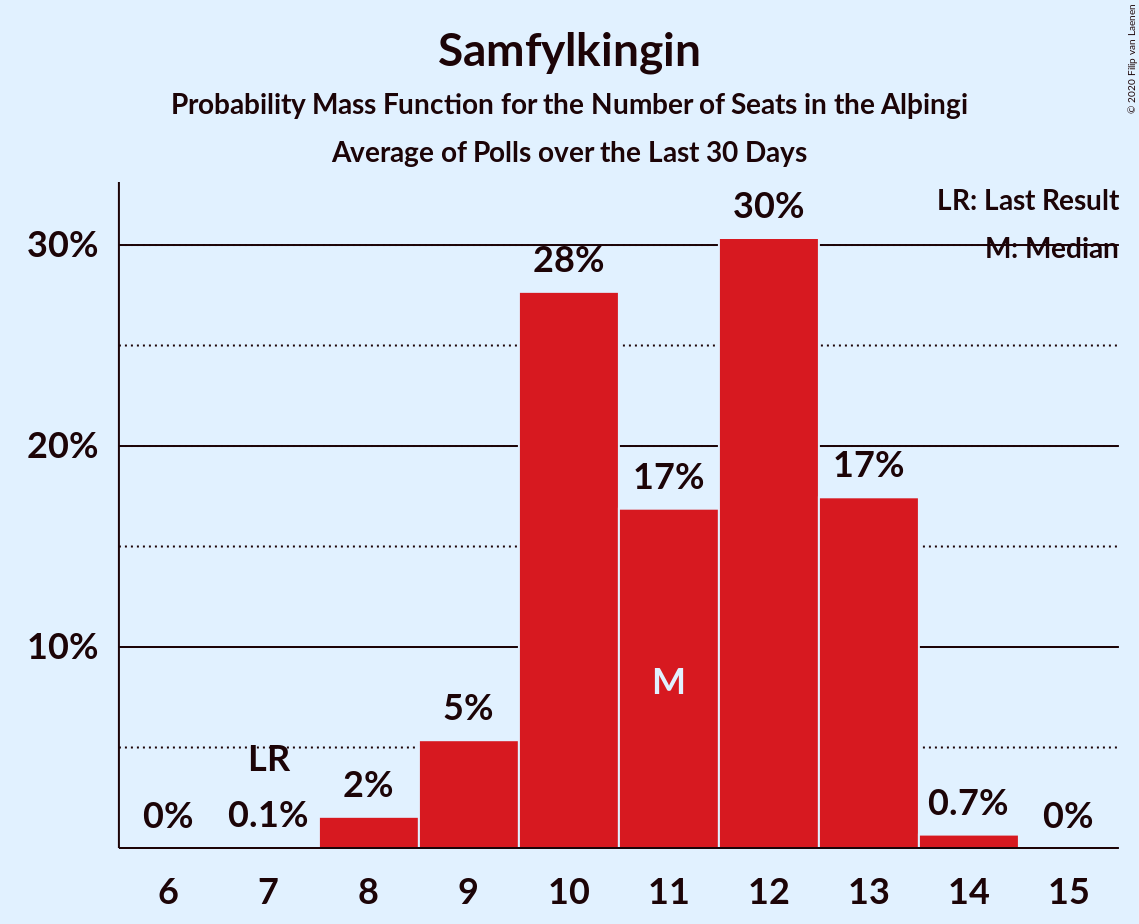 Samfylkingin
Probability Mass Function for the Number of Seats in the Alþingi
Average of Polls over the Last 30 Days
© 2020 Filip van Laenen
LR: Last Result
M: Median
30%
20%
10%
0%
LR
0.1%
2%
5%
28%
17%
M
30%
17%
0.7%
0%
6 7 8 9 10 11 12 13 14 15